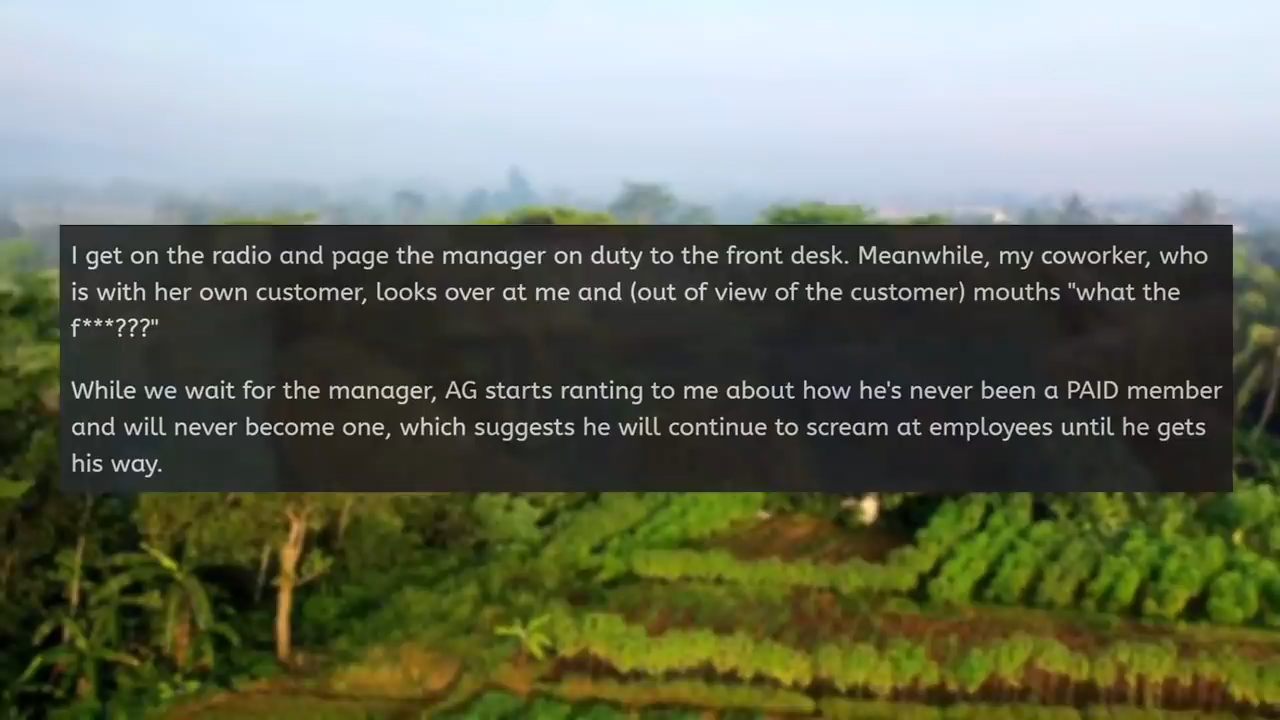 I get on the radio and page the manager on duty to the front desk. Meanwhile, my coworker, who
is with her own customer, looks over at me and (out of view of the customer) mouths "what the
f***???"
While we wait for the manager, AG starts ranting to me about how he's never been a PAID member
and will never become one, which suggests he will continue to scream at employees until he gets
his way.